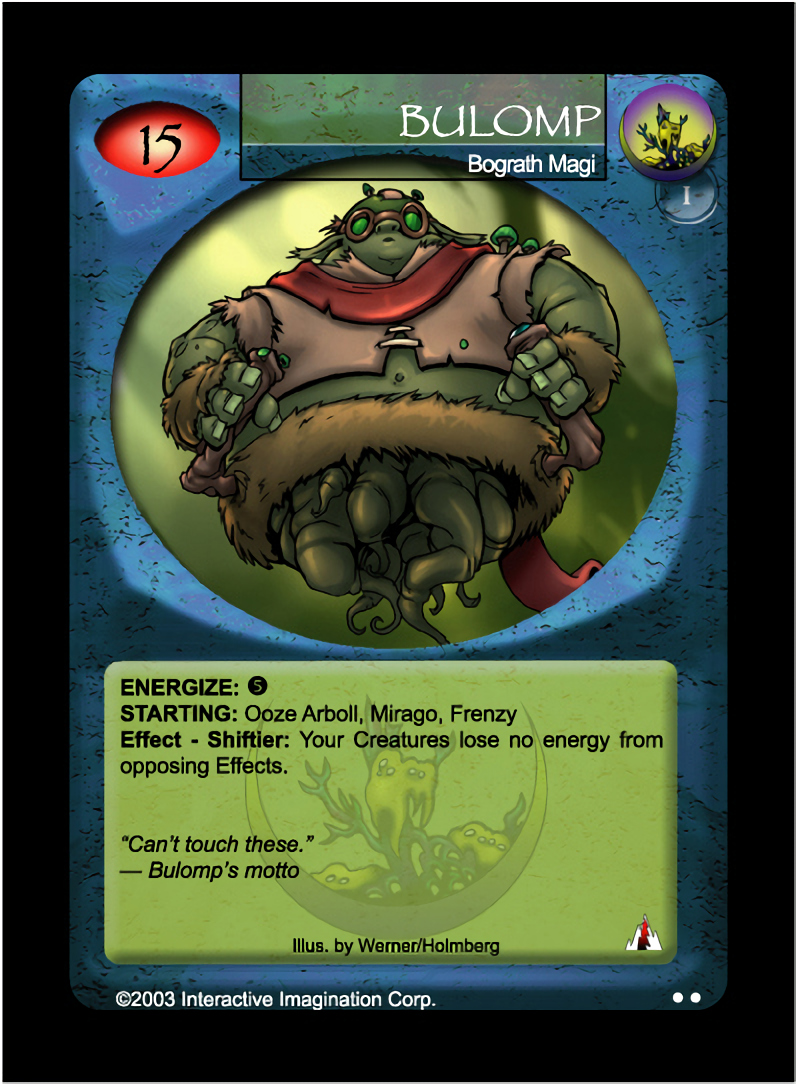 15
BULOMP
Bograth Magi
I
ENERGIZE: 5
STARTING: Ooze Arboll, Mirago, Frenzy
Effect - Shiftier: Your Creatures lose no energy from
opposing Effects.
“Can’t touch these.”
— Bulomp’s motto
Illus. by Werner/Holmberg
©2003 Interactive Imagination Corp.